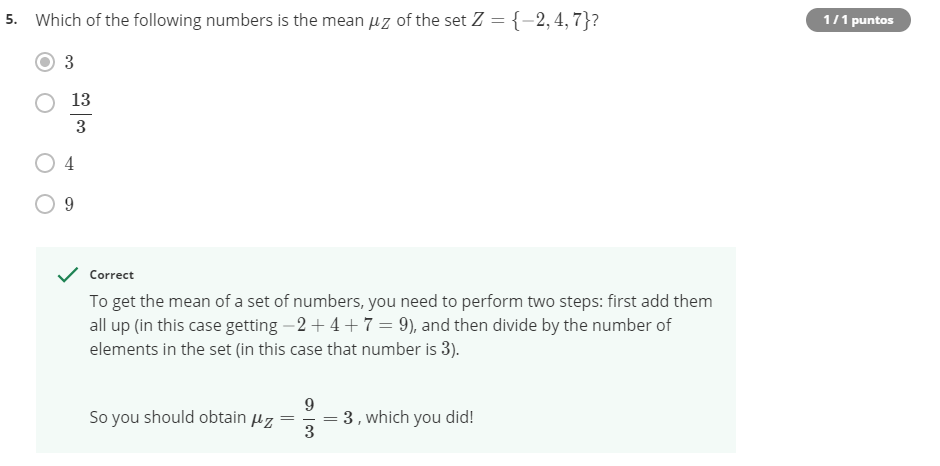 5. Which of the following numbers is the mean μ_Z of the set Z = {−2, 4, 7}?
1 / 1 puntos
3
13
3
4
9
Correct
To get the mean of a set of numbers, you need to perform two steps: first add them
all up (in this case getting −2 + 4 + 7 = 9), and then divide by the number of
elements in the set (in this case that number is 3).
So you should obtain μ_Z = 9/3 = 3 , which you did!